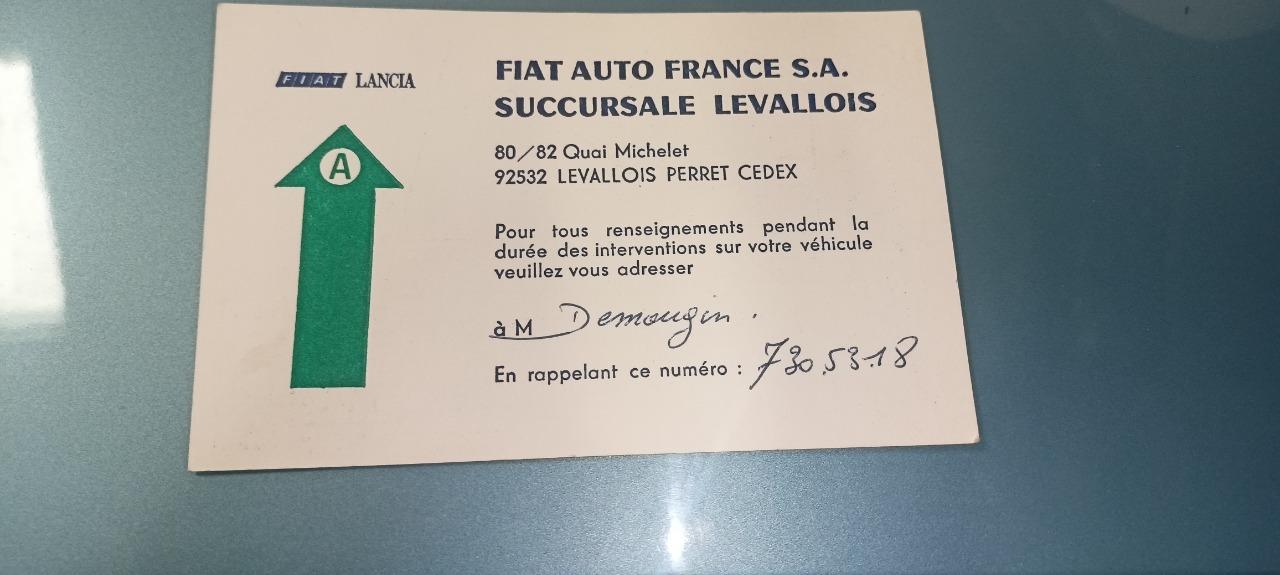 FIAT LANCIA
A
FIAT AUTO FRANCE S.A.
SUCCURSALE LEVALLOIS
80/82 Quai Michelet
92532 LEVALLOIS PERRET CEDEX
Pour tous renseignements pendant la
durée des interventions sur votre véhicule
veuillez vous adresser
à M Demougin.
En rappelant ce numéro : 730.53.18